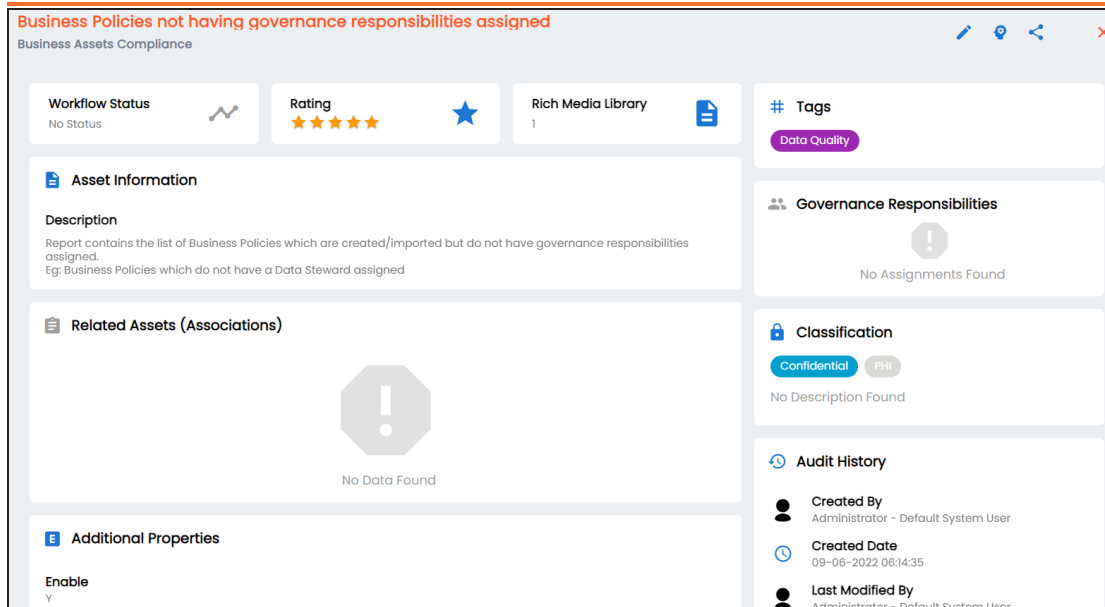 Business Policies not having governance responsibilities assigned
Business Assets Compliance
Workflow Status
No Status
Rating
Rich Media Library
1
Asset Information
Description
Report contains the list of Business Policies which are created/imported but do not have governance responsibilities
assigned.
Eg: Business Policies which do not have a Data Steward assigned
Related Assets (Associations)
No Data Found
E Additional Properties
Enable
Y
# Tags
Data Quality
Governance Responsibilities
No Assignments Found
Classification
Confidential PHI
No Description Found
Audit History
Created By
Administrator - Default System User
Created Date
09-06-2022 06:14:35
Last Modified By
Administrator - Default System User